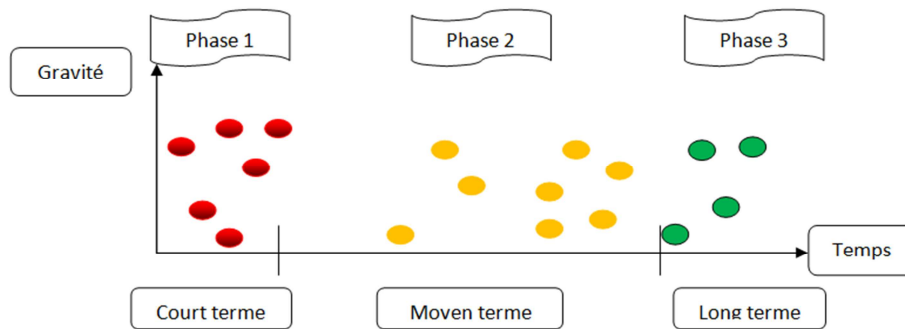 Phase 1
Phase 2
Phase 3
Gravité
Temps
Court terme
Moyen terme
Long terme